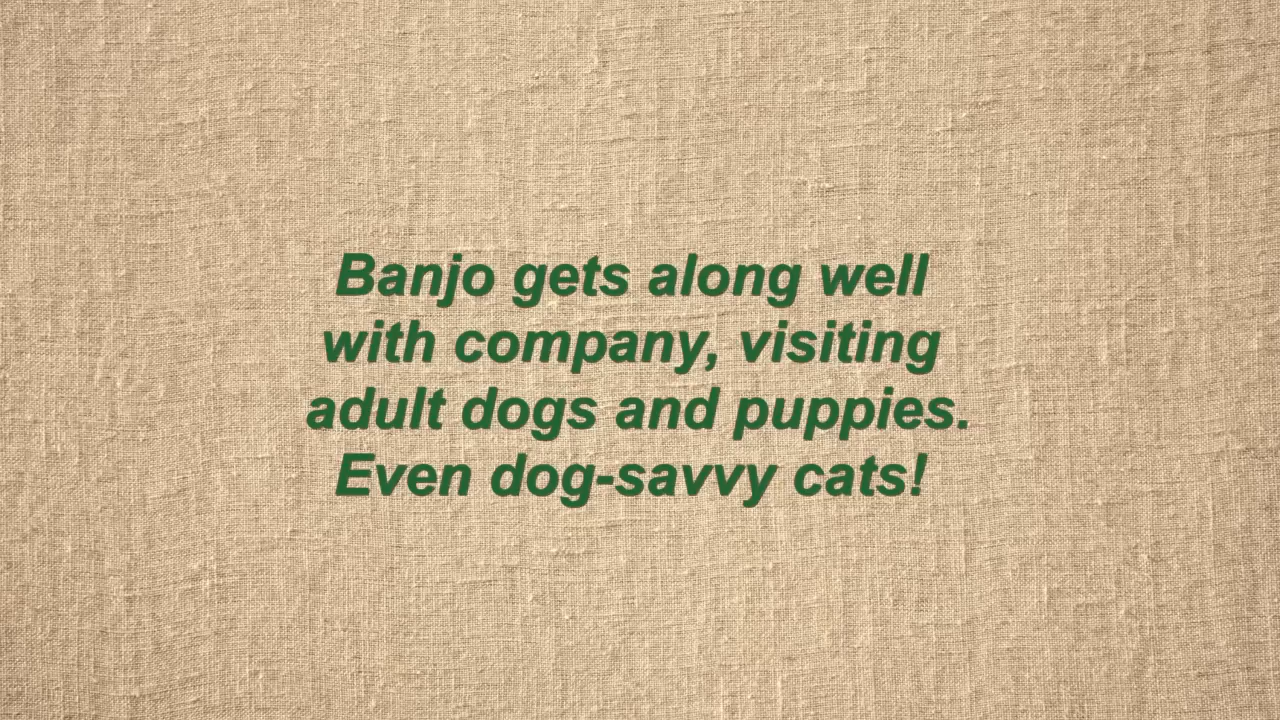 Banjo gets along well
with company, visiting
adult dogs and puppies.
Even dog-savvy cats!